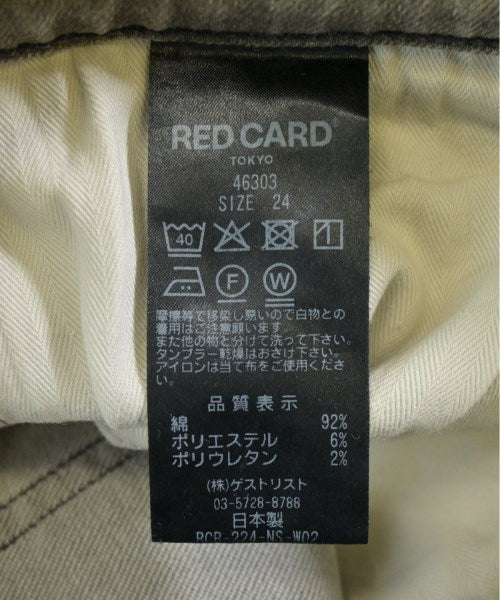 RED CARD®
TOKYO
46303
SIZE 24
40
F W
摩擦等で移染し易いので白物との
着用はご注意願います。
また他の物と分けて洗って下さい。
タンブラー乾燥はおさけ下さい。
アイロンは当て布をご使用くださ
い。
品質表示
綿 92%
ポリエステル 6%
ポリウレタン 2%
(株)ゲストリスト
03-5728-8788
日本製
RCR-224-NS-W02